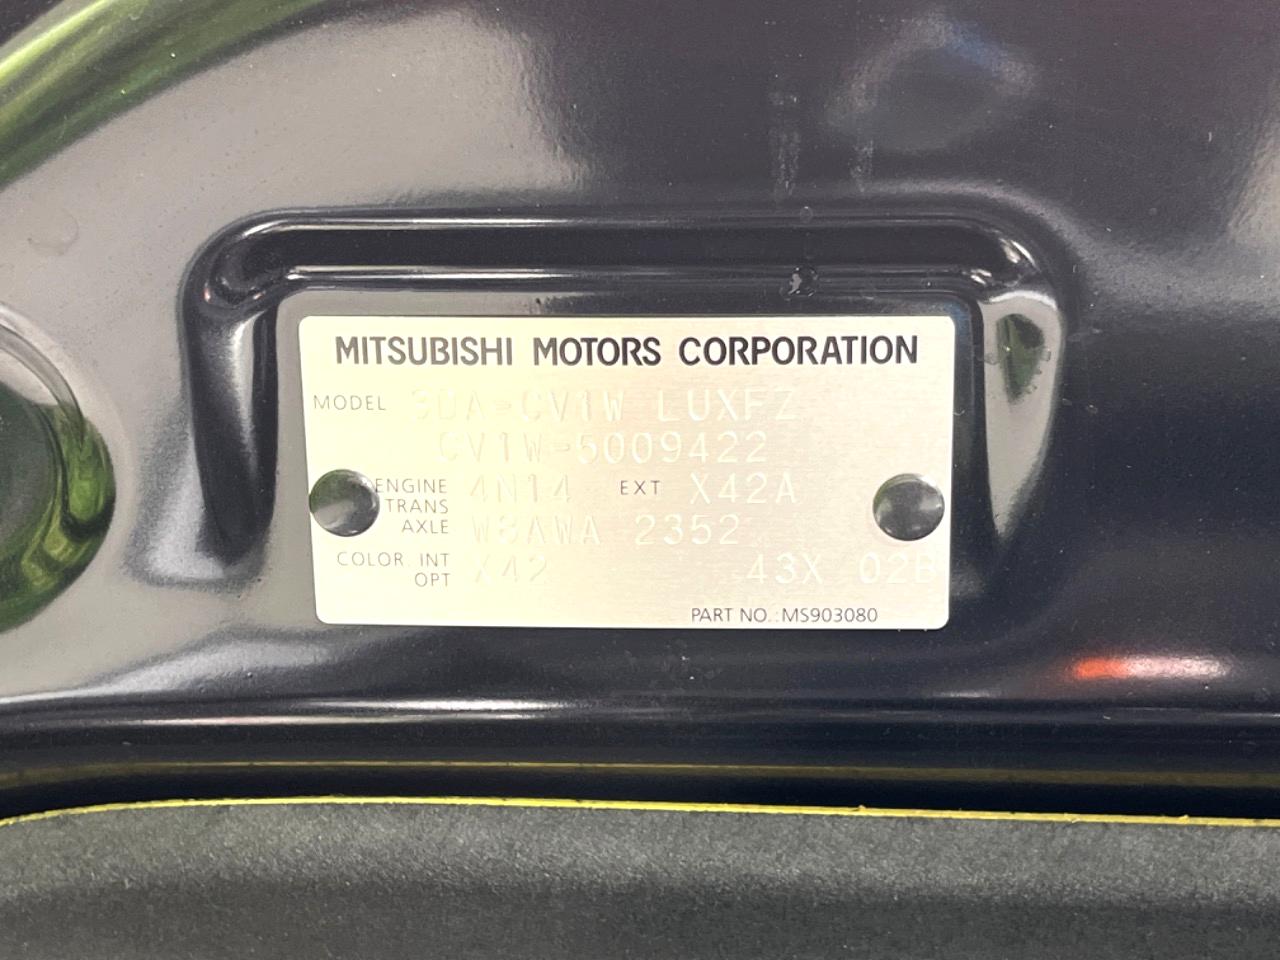 MITSUBISHI MOTORS CORPORATION
MODEL 3DA-CV1W LUXFZ
CV1W-5009422
ENGINE 4N14 EXT X42A
TRANS
AXLE W8AWA 2352
COLOR INT X42 43X 02B
OPT
PART NO.:MS903080